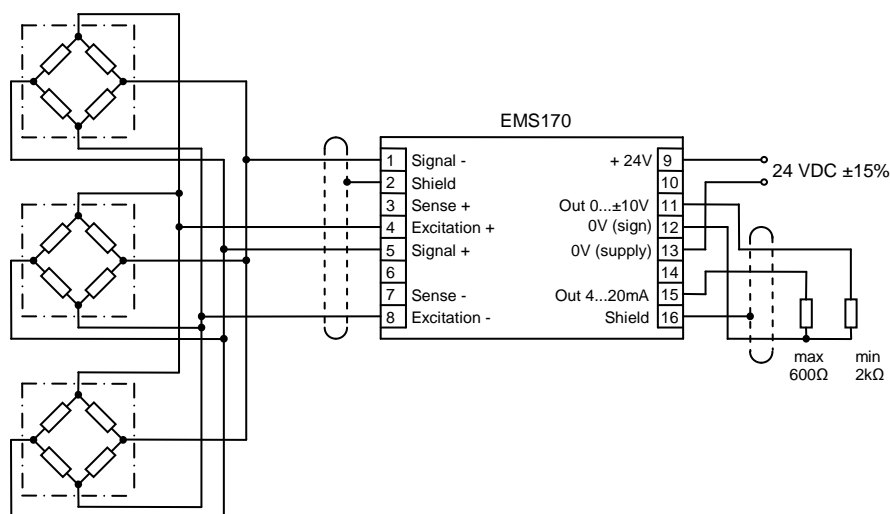 EMS170
1 Signal -
2 Shield
3 Sense +
4 Excitation +
5 Signal +
6
7 Sense -
8 Excitation -
+ 24V 9
10
Out 0...±10V 11
0V (sign) 12
0V (supply) 13
14
Out 4...20mA 15
Shield 16
24 VDC ±15%
max
600Ω
min
2kΩ